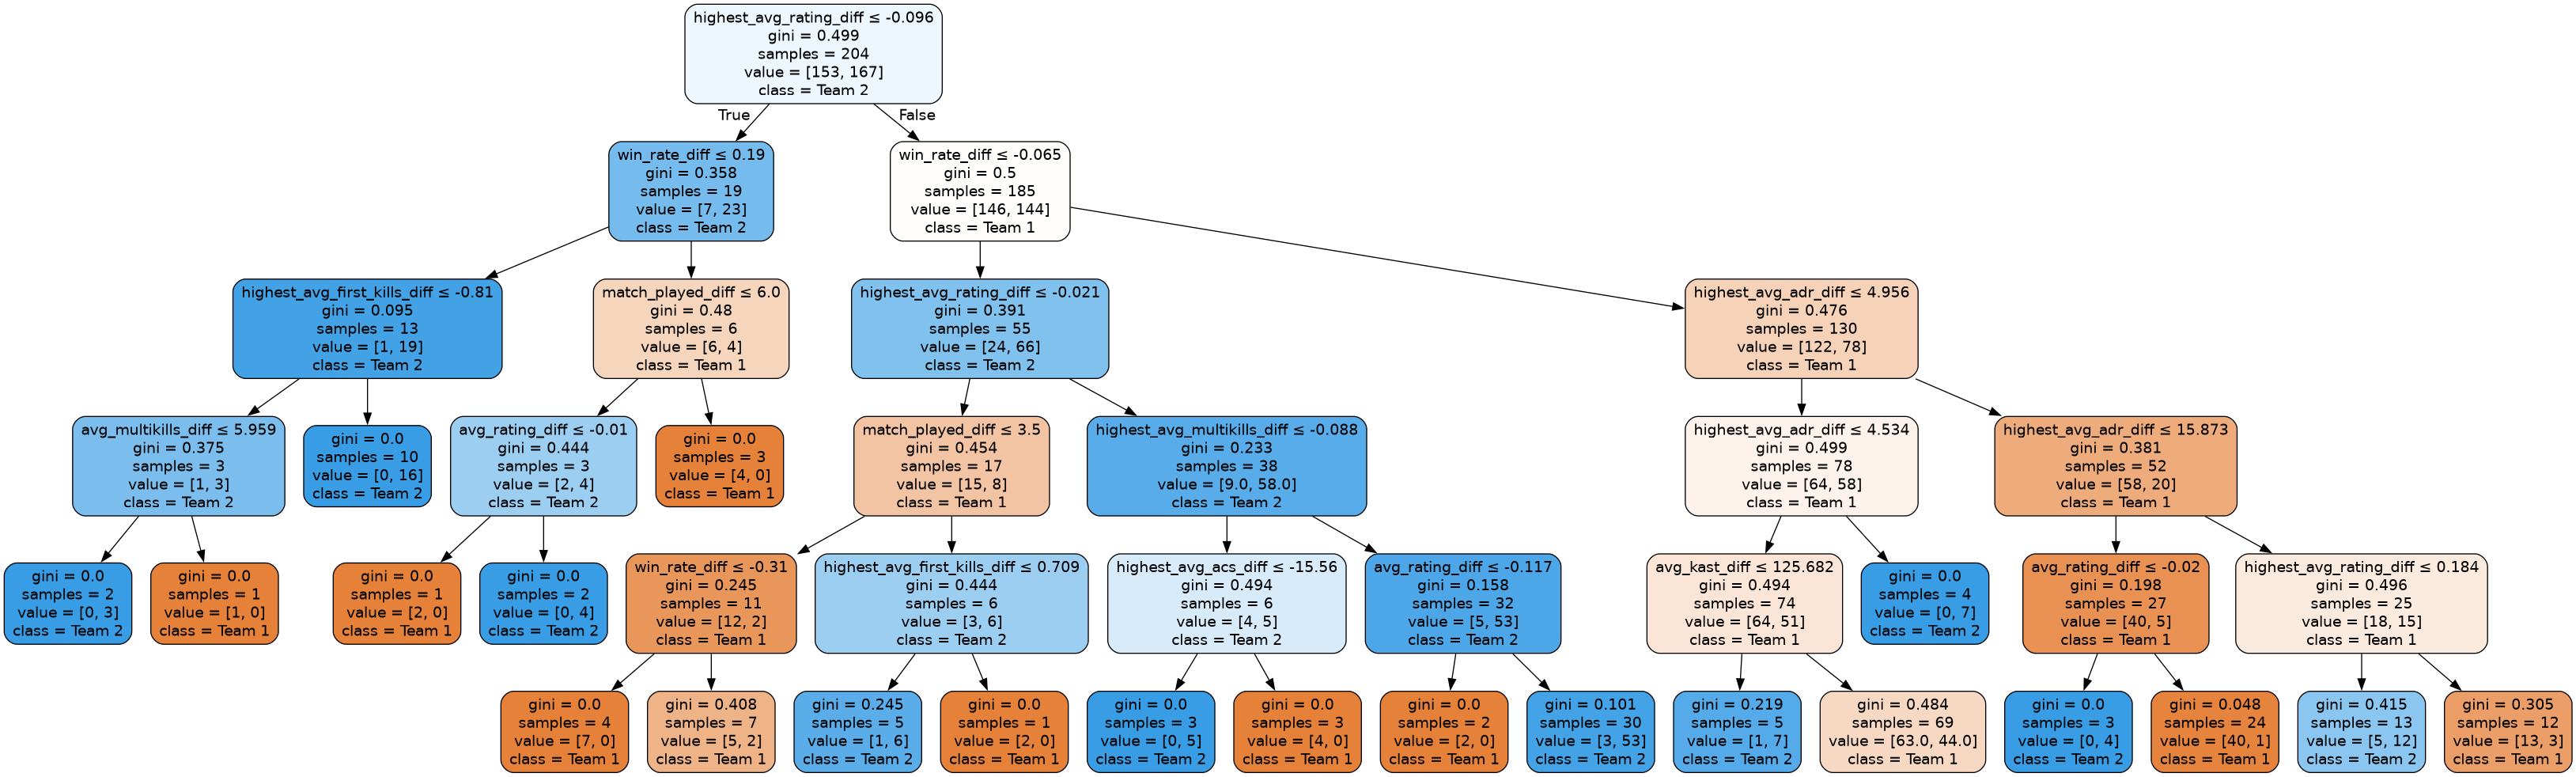 highest_avg_rating_diff ≤ -0.096
gini = 0.499
samples = 204
value = [153, 167]
class = Team 2
True
False
win_rate_diff ≤ 0.19
gini = 0.358
samples = 19
value = [7, 23]
class = Team 2
win_rate_diff ≤ -0.065
gini = 0.5
samples = 185
value = [146, 144]
class = Team 1
highest_avg_first_kills_diff ≤ -0.81
gini = 0.095
samples = 13
value = [1, 19]
class = Team 2
match_played_diff ≤ 6.0
gini = 0.48
samples = 6
value = [6, 4]
class = Team 1
highest_avg_rating_diff ≤ -0.021
gini = 0.391
samples = 55
value = [24, 66]
class = Team 2
highest_avg_adr_diff ≤ 4.956
gini = 0.476
samples = 130
value = [122, 78]
class = Team 1
avg_multikills_diff ≤ 5.959
gini = 0.375
samples = 3
value = [1, 3]
class = Team 2
gini = 0.0
samples = 10
value = [0, 16]
class = Team 2
avg_rating_diff ≤ -0.01
gini = 0.444
samples = 3
value = [2, 4]
class = Team 2
gini = 0.0
samples = 3
value = [4, 0]
class = Team 1
match_played_diff ≤ 3.5
gini = 0.454
samples = 17
value = [15, 8]
class = Team 1
highest_avg_multikills_diff ≤ -0.088
gini = 0.233
samples = 38
value = [9.0, 58.0]
class = Team 2
highest_avg_adr_diff ≤ 4.534
gini = 0.499
samples = 78
value = [64, 58]
class = Team 1
highest_avg_adr_diff ≤ 15.873
gini = 0.381
samples = 52
value = [58, 20]
class = Team 1
gini = 0.0
samples = 2
value = [0, 3]
class = Team 2
gini = 0.0
samples = 1
value = [1, 0]
class = Team 1
gini = 0.0
samples = 1
value = [2, 0]
class = Team 1
gini = 0.0
samples = 2
value = [0, 4]
class = Team 2
win_rate_diff ≤ -0.31
gini = 0.245
samples = 11
value = [12, 2]
class = Team 1
highest_avg_first_kills_diff ≤ 0.709
gini = 0.444
samples = 6
value = [3, 6]
class = Team 2
highest_avg_acs_diff ≤ -15.56
gini = 0.494
samples = 6
value = [4, 5]
class = Team 2
avg_rating_diff ≤ -0.117
gini = 0.158
samples = 32
value = [5, 53]
class = Team 2
avg_kast_diff ≤ 125.682
gini = 0.494
samples = 74
value = [64, 51]
class = Team 1
gini = 0.0
samples = 4
value = [0, 7]
class = Team 2
avg_rating_diff ≤ -0.02
gini = 0.198
samples = 27
value = [40, 5]
class = Team 1
highest_avg_rating_diff ≤ 0.184
gini = 0.496
samples = 25
value = [18, 15]
class = Team 1
gini = 0.0
samples = 4
value = [7, 0]
class = Team 1
gini = 0.408
samples = 7
value = [5, 2]
class = Team 1
gini = 0.245
samples = 5
value = [1, 6]
class = Team 2
gini = 0.0
samples = 1
value = [2, 0]
class = Team 1
gini = 0.0
samples = 3
value = [0, 5]
class = Team 2
gini = 0.0
samples = 3
value = [4, 0]
class = Team 1
gini = 0.0
samples = 2
value = [2, 0]
class = Team 1
gini = 0.101
samples = 30
value = [3, 53]
class = Team 2
gini = 0.219
samples = 5
value = [1, 7]
class = Team 2
gini = 0.484
samples = 69
value = [63.0, 44.0]
class = Team 1
gini = 0.0
samples = 3
value = [0, 4]
class = Team 2
gini = 0.048
samples = 24
value = [40, 1]
class = Team 1
gini = 0.415
samples = 13
value = [5, 12]
class = Team 2
gini = 0.305
samples = 12
value = [13, 3]
class = Team 1